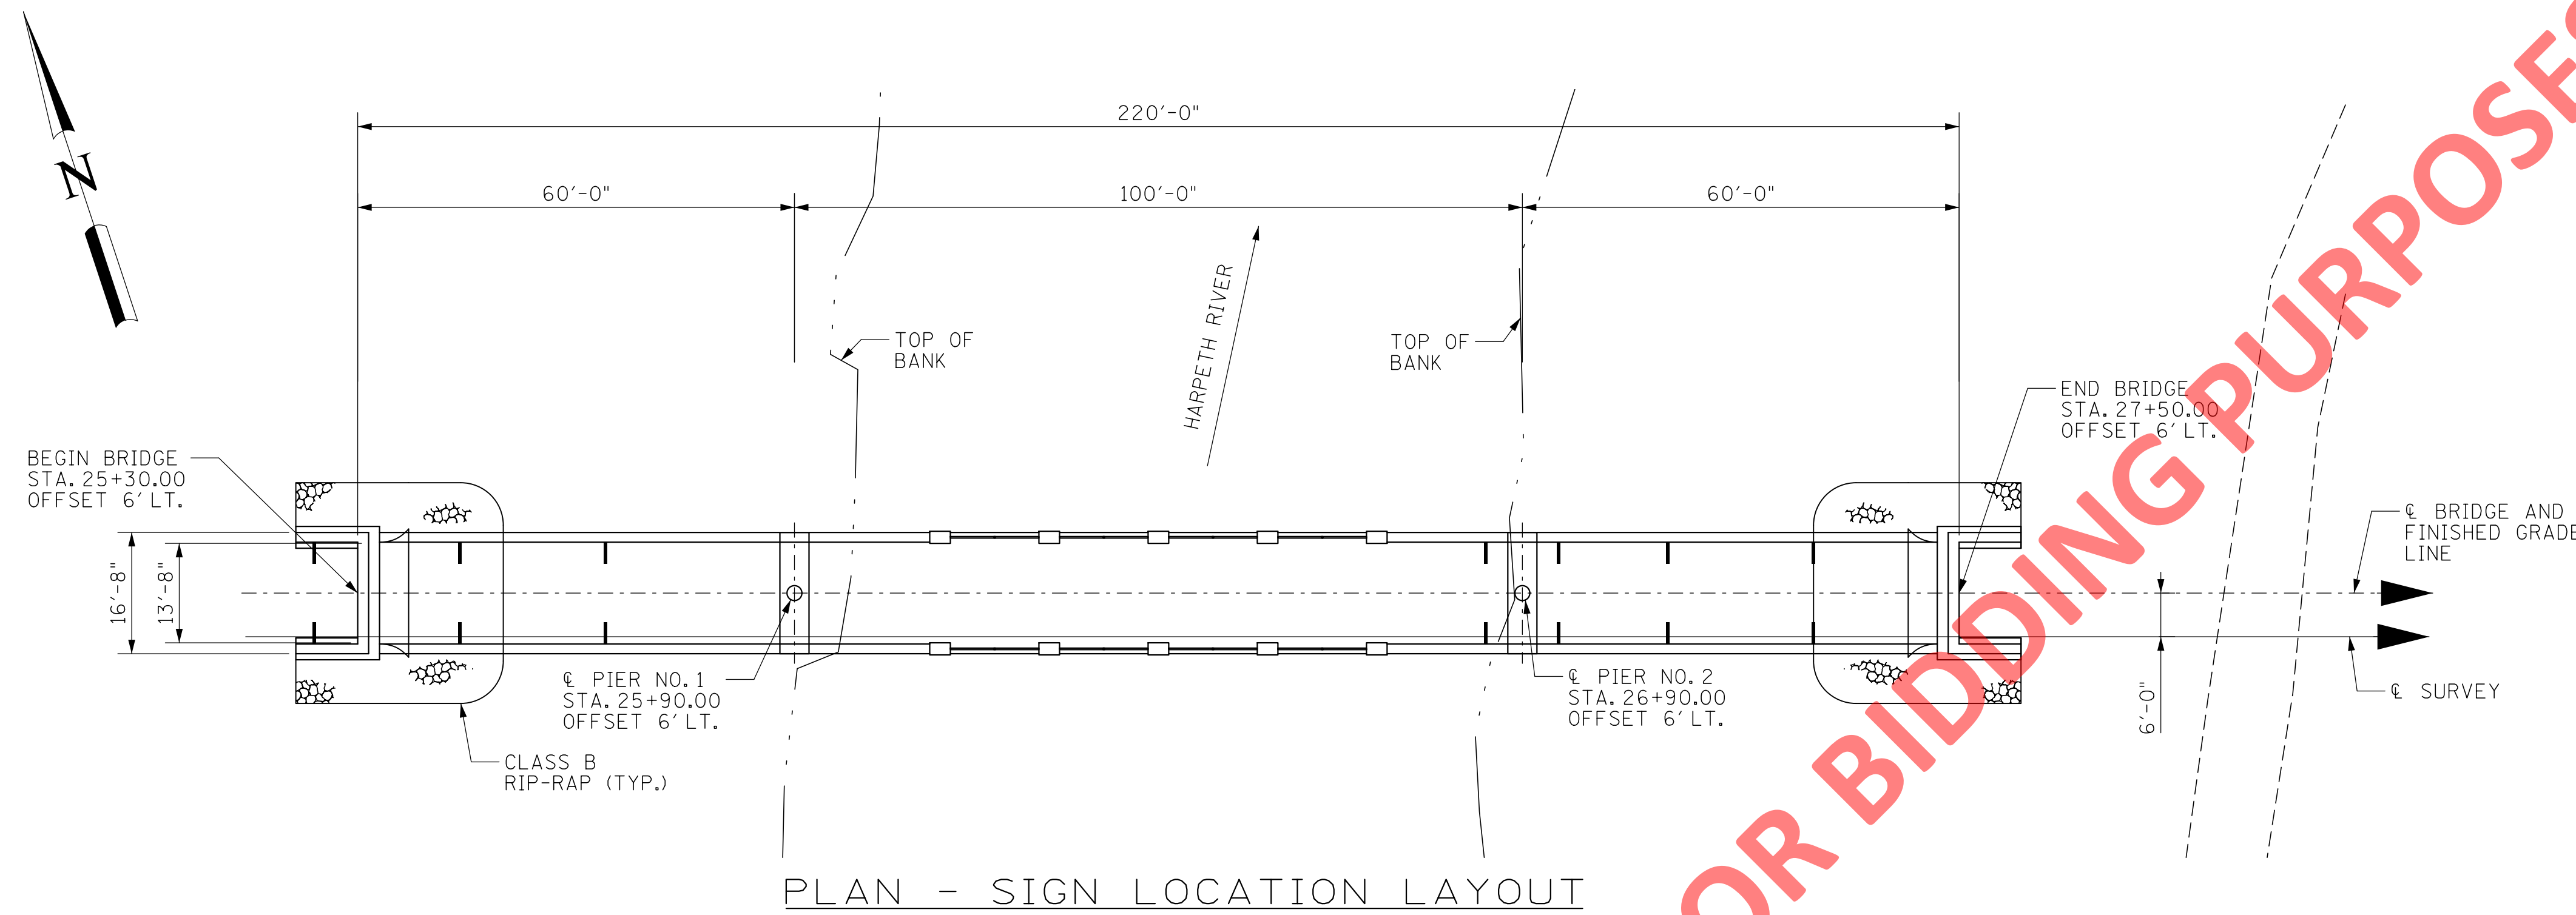 N
220'-0"
60'-0"
100'-0"
60'-0"
HARPETH RIVER
TOP OF
BANK
TOP OF
BANK
END BRIDGE
STA. 27+50.00
OFFSET 6' LT.
BEGIN BRIDGE
STA. 25+30.00
OFFSET 6' LT.
℄ BRIDGE AND
FINISHED GRADE
LINE
16'-8"
13'-8"
℄ PIER NO. 1
STA. 25+90.00
OFFSET 6' LT.
℄ PIER NO. 2
STA. 26+90.00
OFFSET 6' LT.
6'-0"
℄ SURVEY
CLASS B
RIP-RAP (TYP.)
PLAN - SIGN LOCATION LAYOUT
OR BIDDING PURPOSES